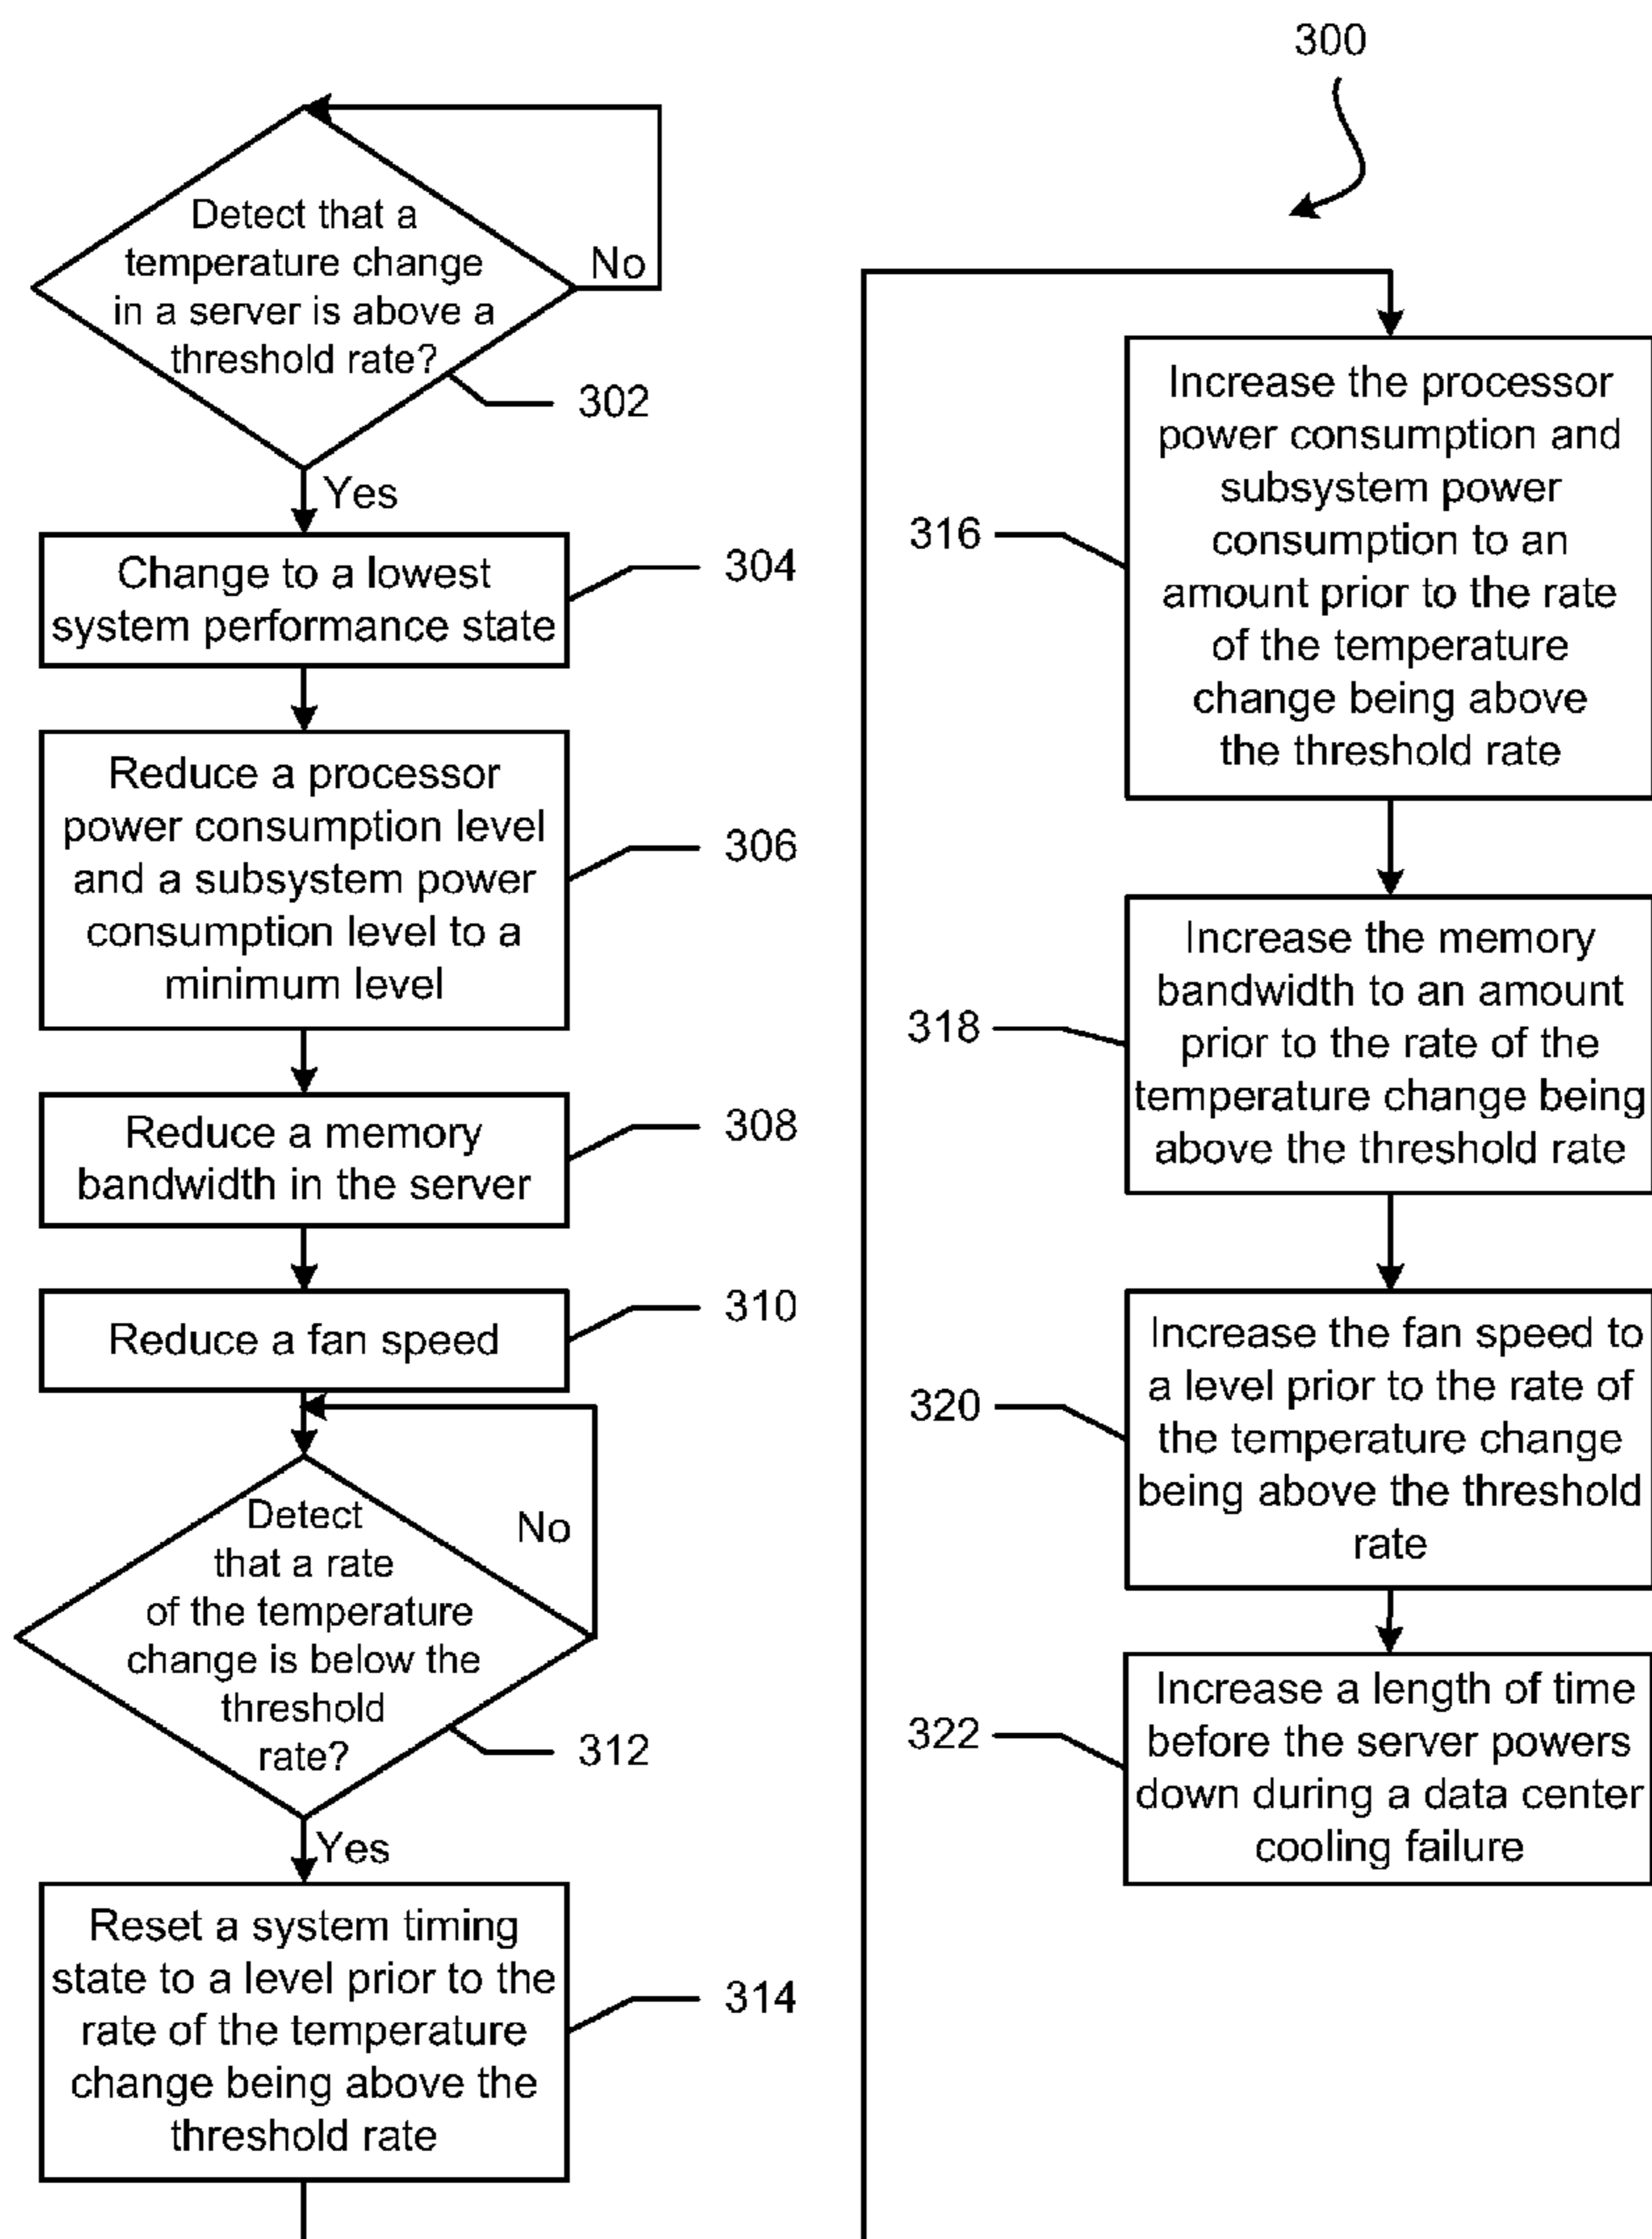 300
Detect that a
temperature change
in a server is above a
threshold rate?
No
302
Yes
Change to a lowest
system performance state
304
Reduce a processor
power consumption level
and a subsystem power
consumption level to a
minimum level
306
Reduce a memory
bandwidth in the server
308
Reduce a fan speed
310
Detect
that a rate
of the temperature
change is below the
threshold
rate?
No
312
Yes
Reset a system timing
state to a level prior to the
rate of the temperature
change being above the
threshold rate
314
Increase the processor
power consumption and
subsystem power
consumption to an
amount prior to the rate
of the temperature
change being above
the threshold rate
316
Increase the memory
bandwidth to an amount
prior to the rate of the
temperature change being
above the threshold rate
318
Increase the fan speed to
a level prior to the rate of
the temperature change
being above the threshold
rate
320
Increase a length of time
before the server powers
down during a data center
cooling failure
322